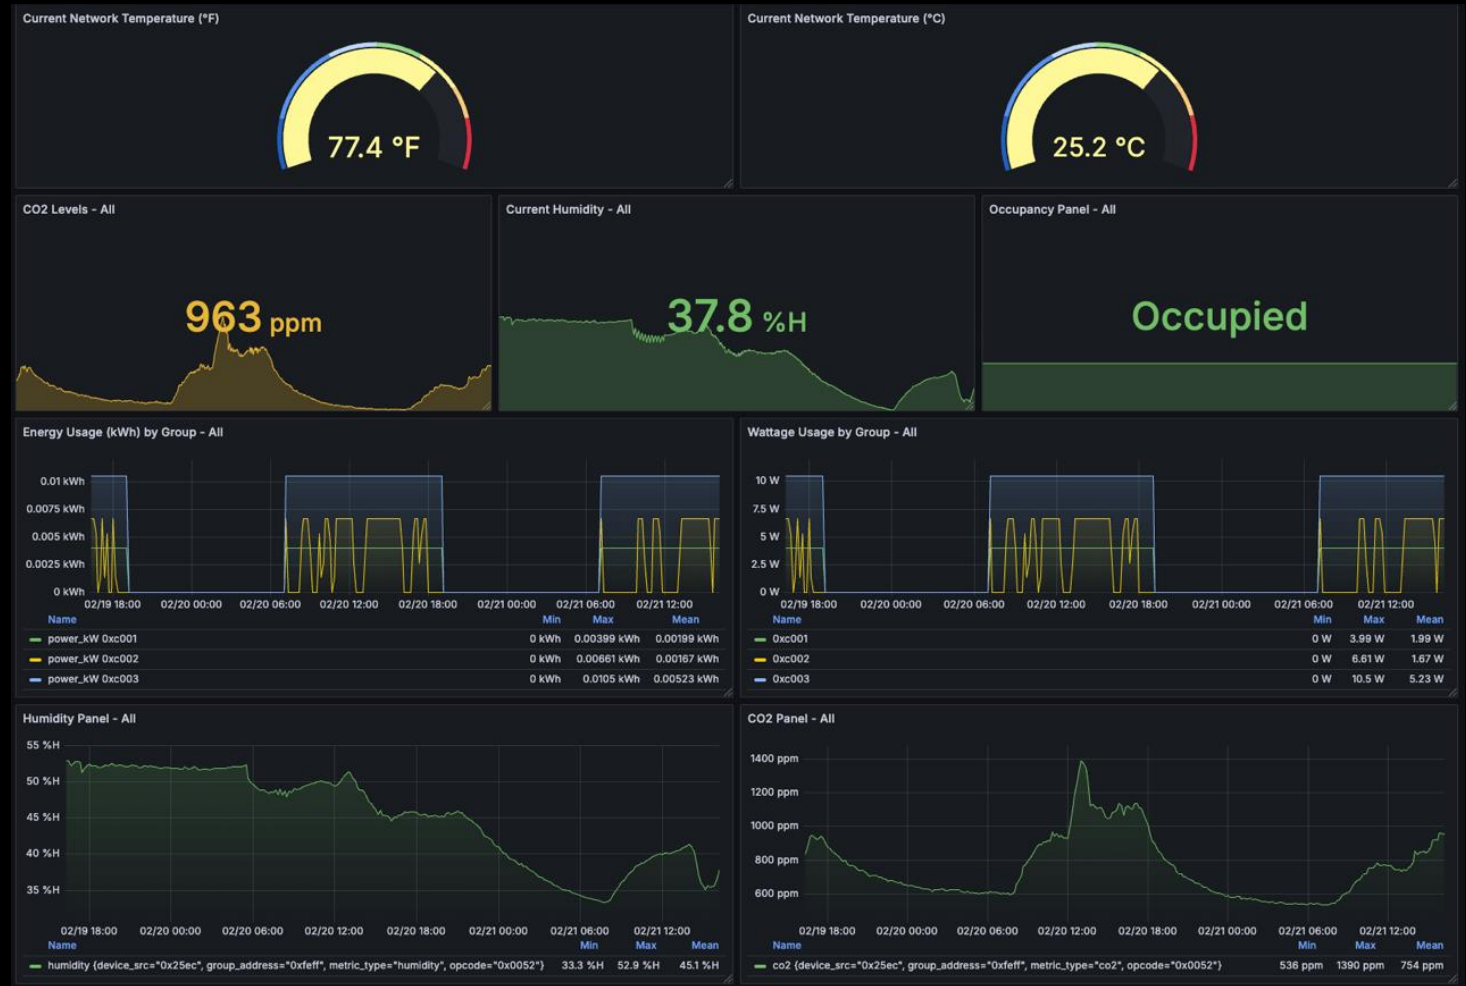 Current Network Temperature (°F)
Current Network Temperature (°C)
77.4 °F
25.2 °C
CO2 Levels - All
Current Humidity - All
Occupancy Panel - All
963 ppm
37.8 %H
Occupied
Energy Usage (kWh) by Group - All
0.01 kWh
0.0075 kWh
0.005 kWh
0.0025 kWh
0 kWh
02/19 18:00 02/20 00:00 02/20 06:00 02/20 12:00 02/20 18:00 02/21 00:00 02/21 06:00 02/21 12:00
Name Min Max Mean
power_kW 0xc001 0 kWh 0.00399 kWh 0.00199 kWh
power_kW 0xc002 0 kWh 0.00661 kWh 0.00167 kWh
power_kW 0xc003 0 kWh 0.0105 kWh 0.00523 kWh
Wattage Usage by Group - All
10 W
7.5 W
5 W
2.5 W
0 W
02/19 18:00 02/20 00:00 02/20 06:00 02/20 12:00 02/20 18:00 02/21 00:00 02/21 06:00 02/21 12:00
Name Min Max Mean
0xc001 0 W 3.99 W 1.99 W
0xc002 0 W 6.61 W 1.67 W
0xc003 0 W 10.5 W 5.23 W
Humidity Panel - All
55 %H
50 %H
45 %H
40 %H
35 %H
02/19 18:00 02/20 00:00 02/20 06:00 02/20 12:00 02/20 18:00 02/21 00:00 02/21 06:00 02/21 12:00
Name Min Max Mean
humidity {device_src="0x25ec", group_address="0xfeff", metric_type="humidity", opcode="0x0052"} 33.3 %H 52.9 %H 45.1 %H
CO2 Panel - All
1400 ppm
1200 ppm
1000 ppm
800 ppm
600 ppm
02/19 18:00 02/20 00:00 02/20 06:00 02/20 12:00 02/20 18:00 02/21 00:00 02/21 06:00 02/21 12:00
Name Min Max Mean
co2 {device_src="0x25ec", group_address="0xfeff", metric_type="co2", opcode="0x0052"} 536 ppm 1390 ppm 754 ppm